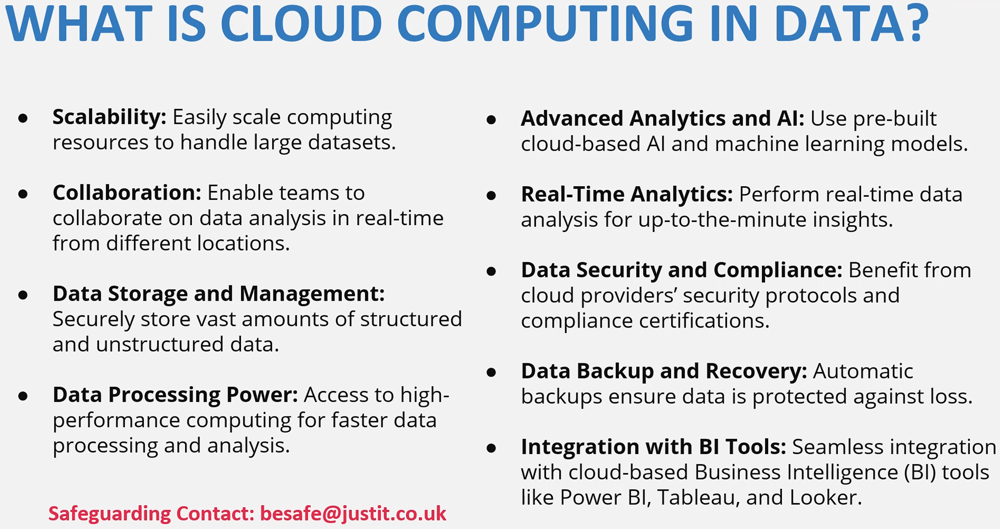 WHAT IS CLOUD COMPUTING IN DATA?
● Scalability: Easily scale computing
resources to handle large datasets.
● Collaboration: Enable teams to
collaborate on data analysis in real-time
from different locations.
● Data Storage and Management:
Securely store vast amounts of structured
and unstructured data.
● Data Processing Power: Access to high-
performance computing for faster data
processing and analysis.
Safeguarding Contact: besafe@justit.co.uk
● Advanced Analytics and AI: Use pre-built
cloud-based AI and machine learning models.
● Real-Time Analytics: Perform real-time data
analysis for up-to-the-minute insights.
● Data Security and Compliance: Benefit from
cloud providers’ security protocols and
compliance certifications.
● Data Backup and Recovery: Automatic
backups ensure data is protected against loss.
● Integration with BI Tools: Seamless integration
with cloud-based Business Intelligence (BI) tools
like Power BI, Tableau, and Looker.